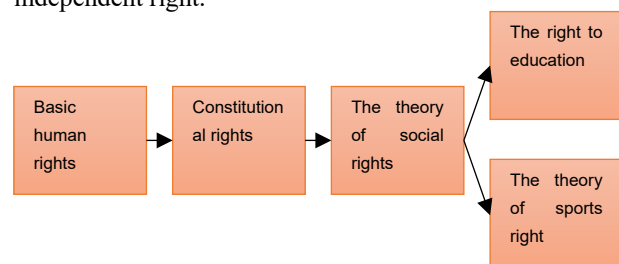 independent right.
Basic
human
rights
Constitution
al rights
The theory
of social
rights
The right to
education
The theory
of sports
right